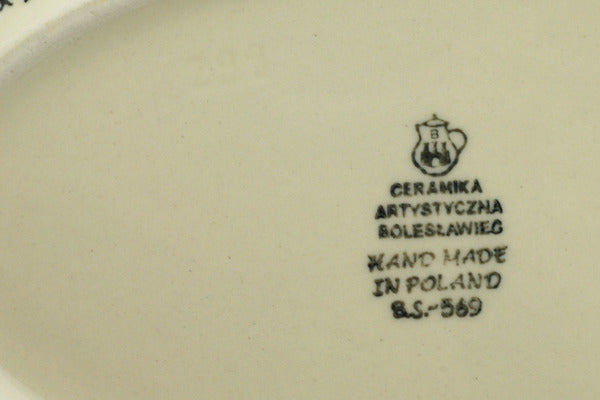 B
CERAMIKA
ARTYSTYCZNA
BOLESŁAWIEC
HAND MADE
IN POLAND
B.S.-569